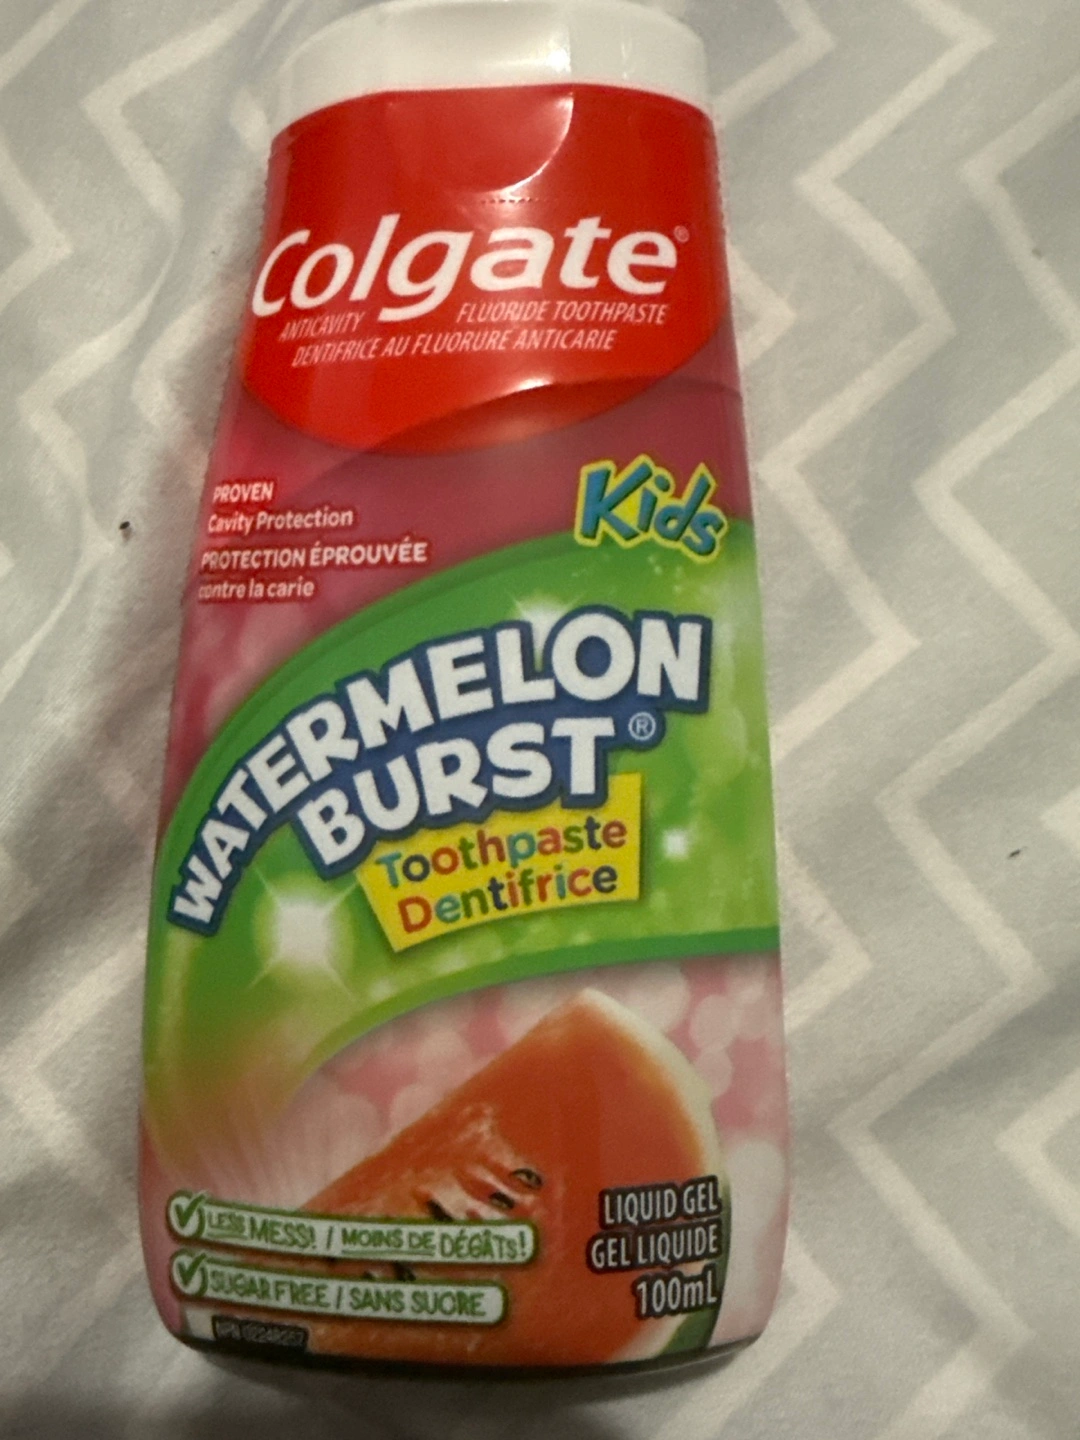 Colgate®
ANTICAVITY FLUORIDE TOOTHPASTE
DENTIFRICE AU FLUORURE ANTICARIE
Kids
PROVEN
Cavity Protection
PROTECTION ÉPROUVÉE
contre la carie
WATERMELON
BURST®
Toothpaste
Dentifrice
LESS MESS! / MOINS DE DÉGÂTS!
SUGAR FREE / SANS SUCRE
LIQUID GEL
GEL LIQUIDE
100mL